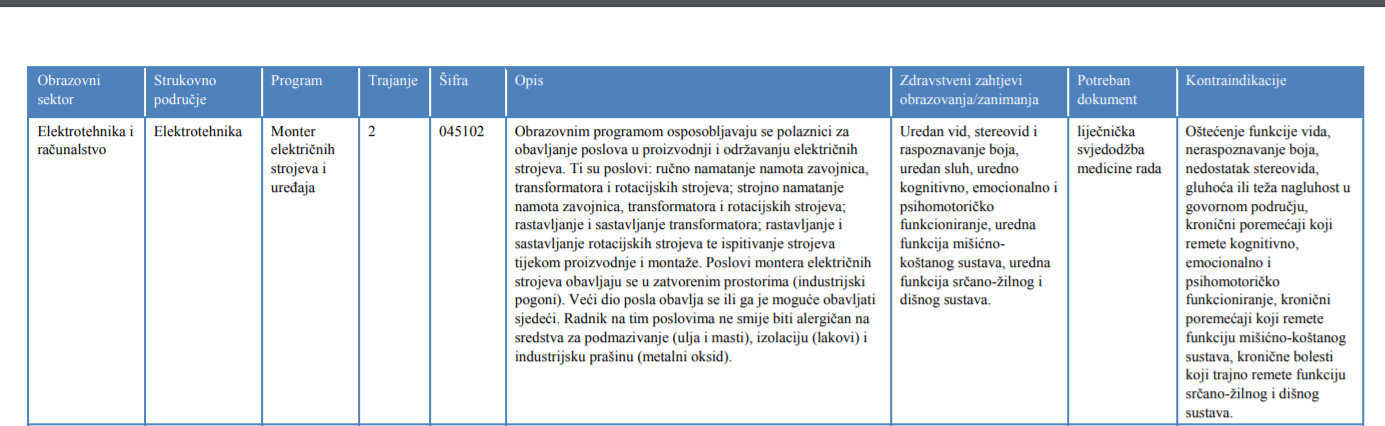 Obrazovni
sektor
Strukovno
područje
Program
Trajanje
Šifra
Opis
Zdravstveni zahtjevi
obrazovanja/zanimanja
Potreban
dokument
Kontraindikacije
Elektrotehnika i
računalstvo
Elektrotehnika
Monter
električnih
strojeva i
uređaja
2
045102
Obrazovnim programom osposobljavaju se polaznici za
obavljanje poslova u proizvodnji i održavanju električnih
strojeva. Ti su poslovi: ručno namatanje namota zavojnica,
transformatora i rotacijskih strojeva; strojno namatanje
namota zavojnica, transformatora i rotacijskih strojeva;
rastavljanje i sastavljanje transformatora; rastavljanje i
sastavljanje rotacijskih strojeva te ispitivanje strojeva
tijekom proizvodnje i montaže. Poslovi montera električnih
strojeva obavljaju se u zatvorenim prostorima (industrijski
pogoni). Veći dio posla obavlja se ili ga je moguće obavljati
sjedeći. Radnik na tim poslovima ne smije biti alergičan na
sredstva za podmazivanje (ulja i masti), izolaciju (lakovi) i
industrijsku prašinu (metalni oksid).
Uredan vid, stereovid i
raspoznavanje boja,
uredan sluh, uredno
kognitivno, emocionalno i
psihomotoričko
funkcioniranje, uredna
funkcija mišićno-
koštanog sustava, uredna
funkcija srčano-žilnog i
dišnog sustava.
liječnička
svjedodžba
medicine rada
Oštećenje funkcije vida,
neraspoznavanje boja,
nedostatak stereovida,
gluhoća ili teža nagluhost u
govornom području,
kronični poremećaji koji
remete kognitivno,
emocionalno i
psihomotoričko
funkcioniranje, kronični
poremećaji koji remete
funkciju mišićno-koštanog
sustava, kronične bolesti
koji trajno remete funkciju
srčano-žilnog i dišnog
sustava.